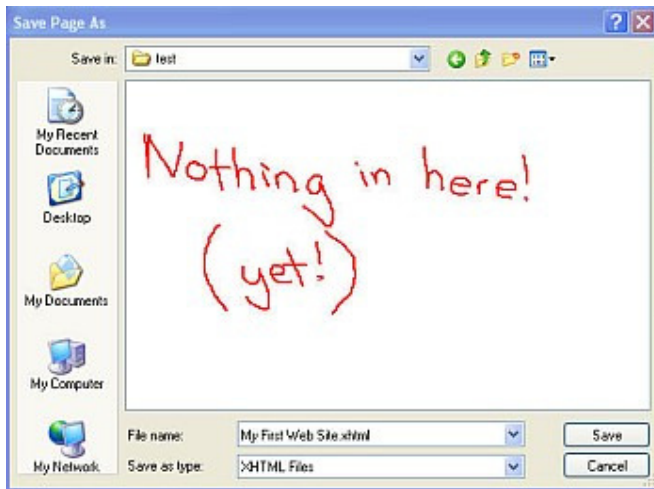 Save Page As
Save in: test
My Recent
Documents
Desktop
My Documents
My Computer
My Network
Nothing in here!
(yet!)
File name: My First Web Site.xhtml Save
Save as type: XHTML Files Cancel